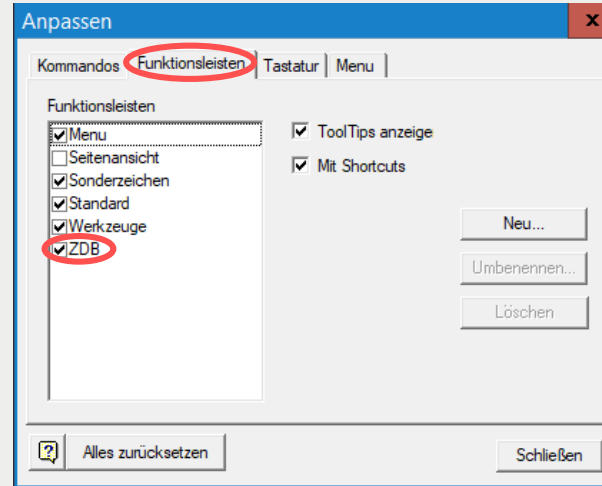 Anpassen
x
Kommandos Funktionsleisten Tastatur Menu
Funktionsleisten
Menu
Seitenansicht
Sonderzeichen
Standard
Werkzeuge
ZDB
ToolTips anzeige
Mit Shortcuts
Neu...
Umbenennen...
Löschen
? Alles zurücksetzen
Schließen